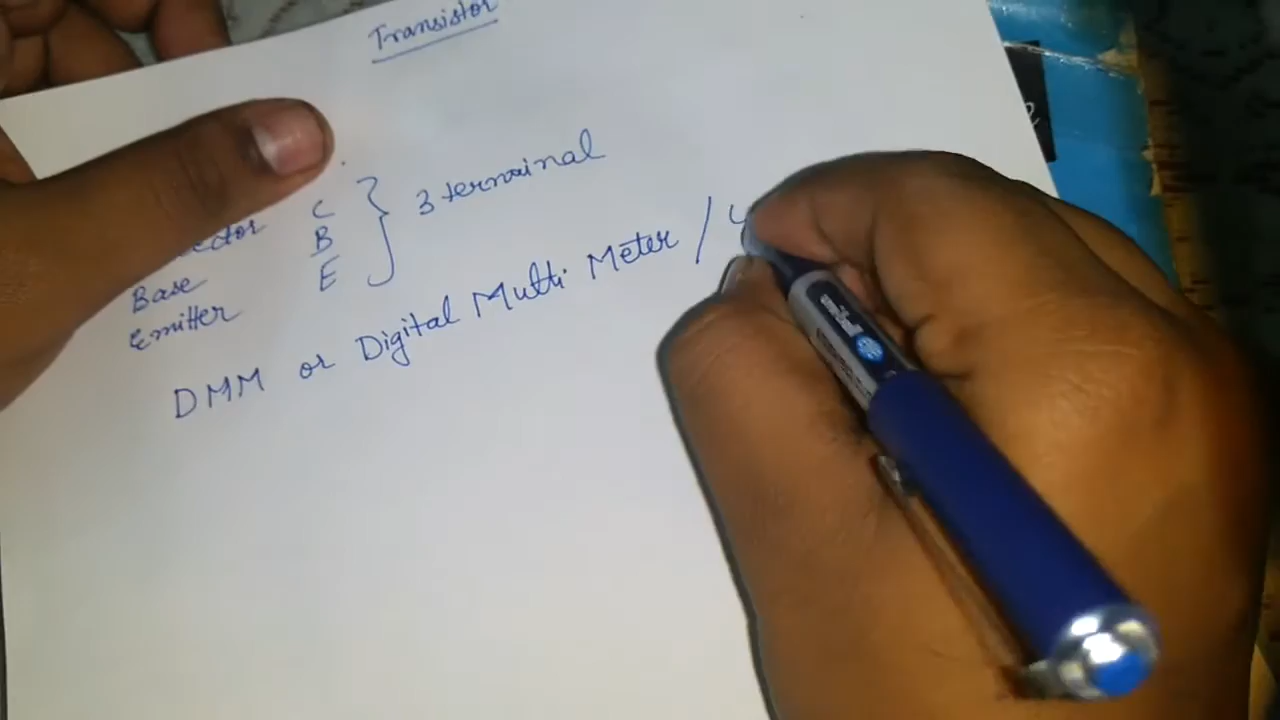 Transistor
C
B
E
} 3 terminal
Base
Emitter
DMM or Digital Multi Meter /